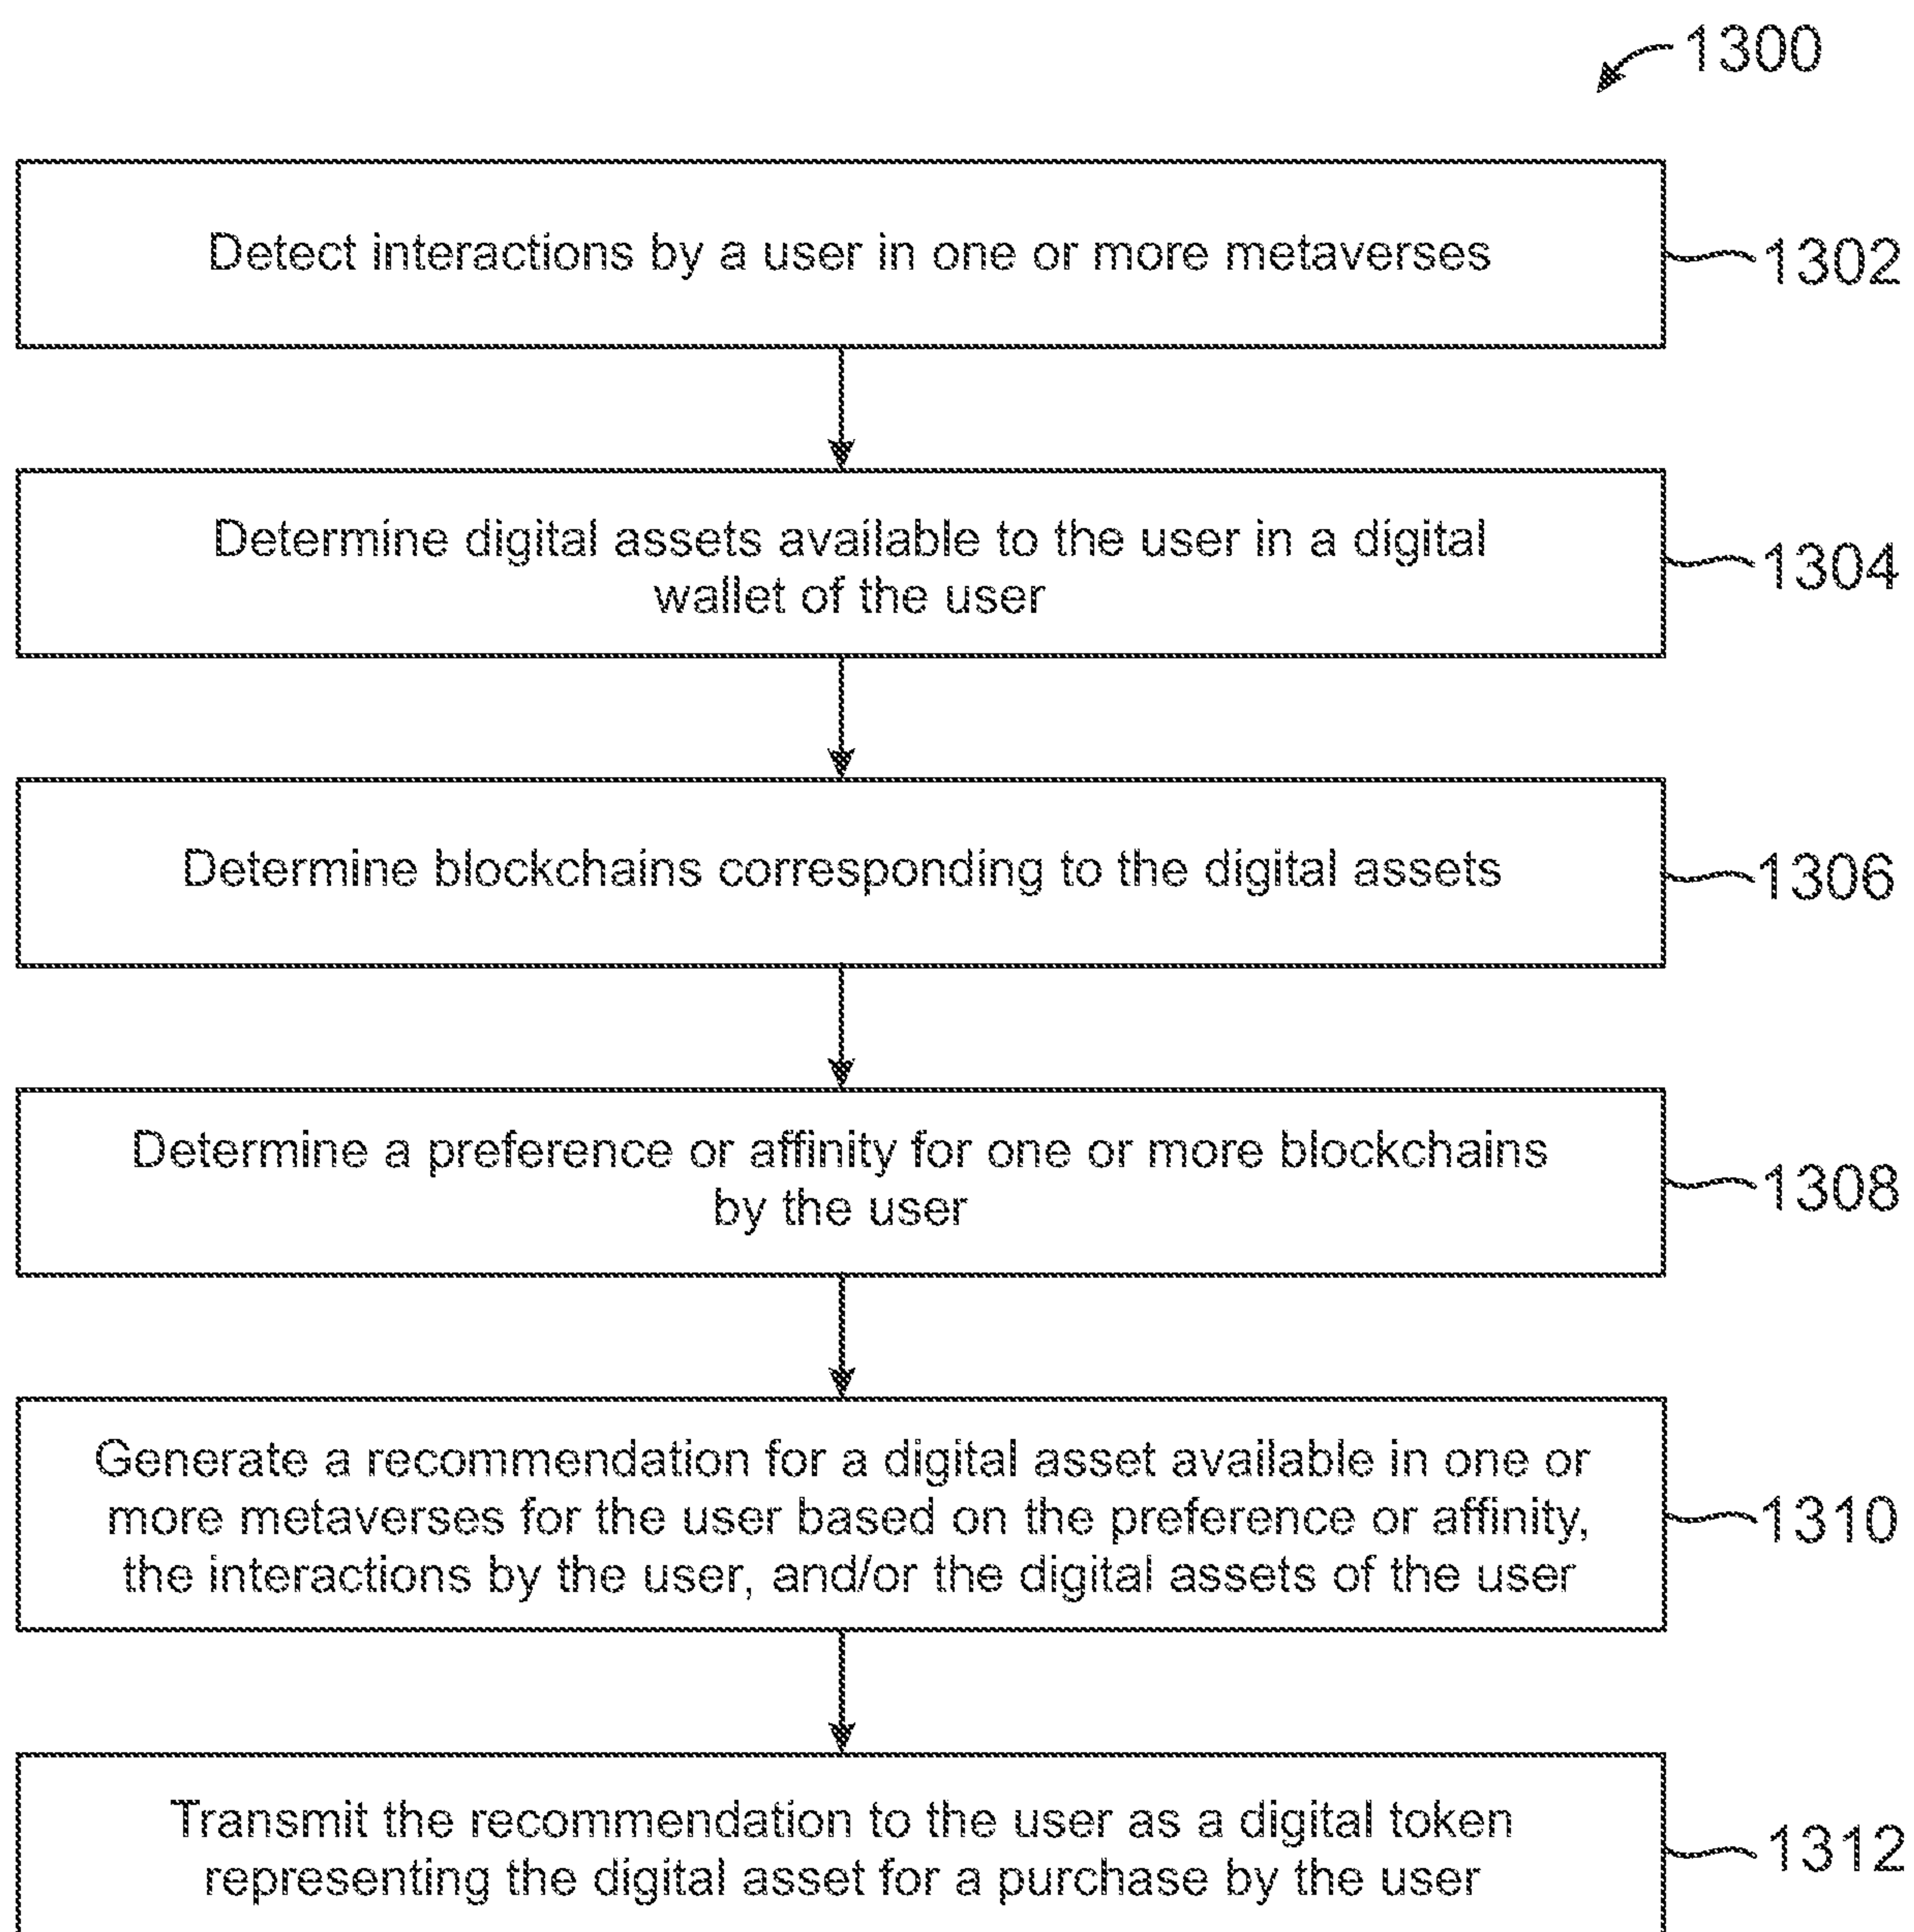 1300
Detect interactions by a user in one or more metaverses
1302
Determine digital assets available to the user in a digital
wallet of the user
1304
Determine blockchains corresponding to the digital assets
1306
Determine a preference or affinity for one or more blockchains
by the user
1308
Generate a recommendation for a digital asset available in one or
more metaverses for the user based on the preference or affinity,
the interactions by the user, and/or the digital assets of the user
1310
Transmit the recommendation to the user as a digital token
representing the digital asset for a purchase by the user
1312